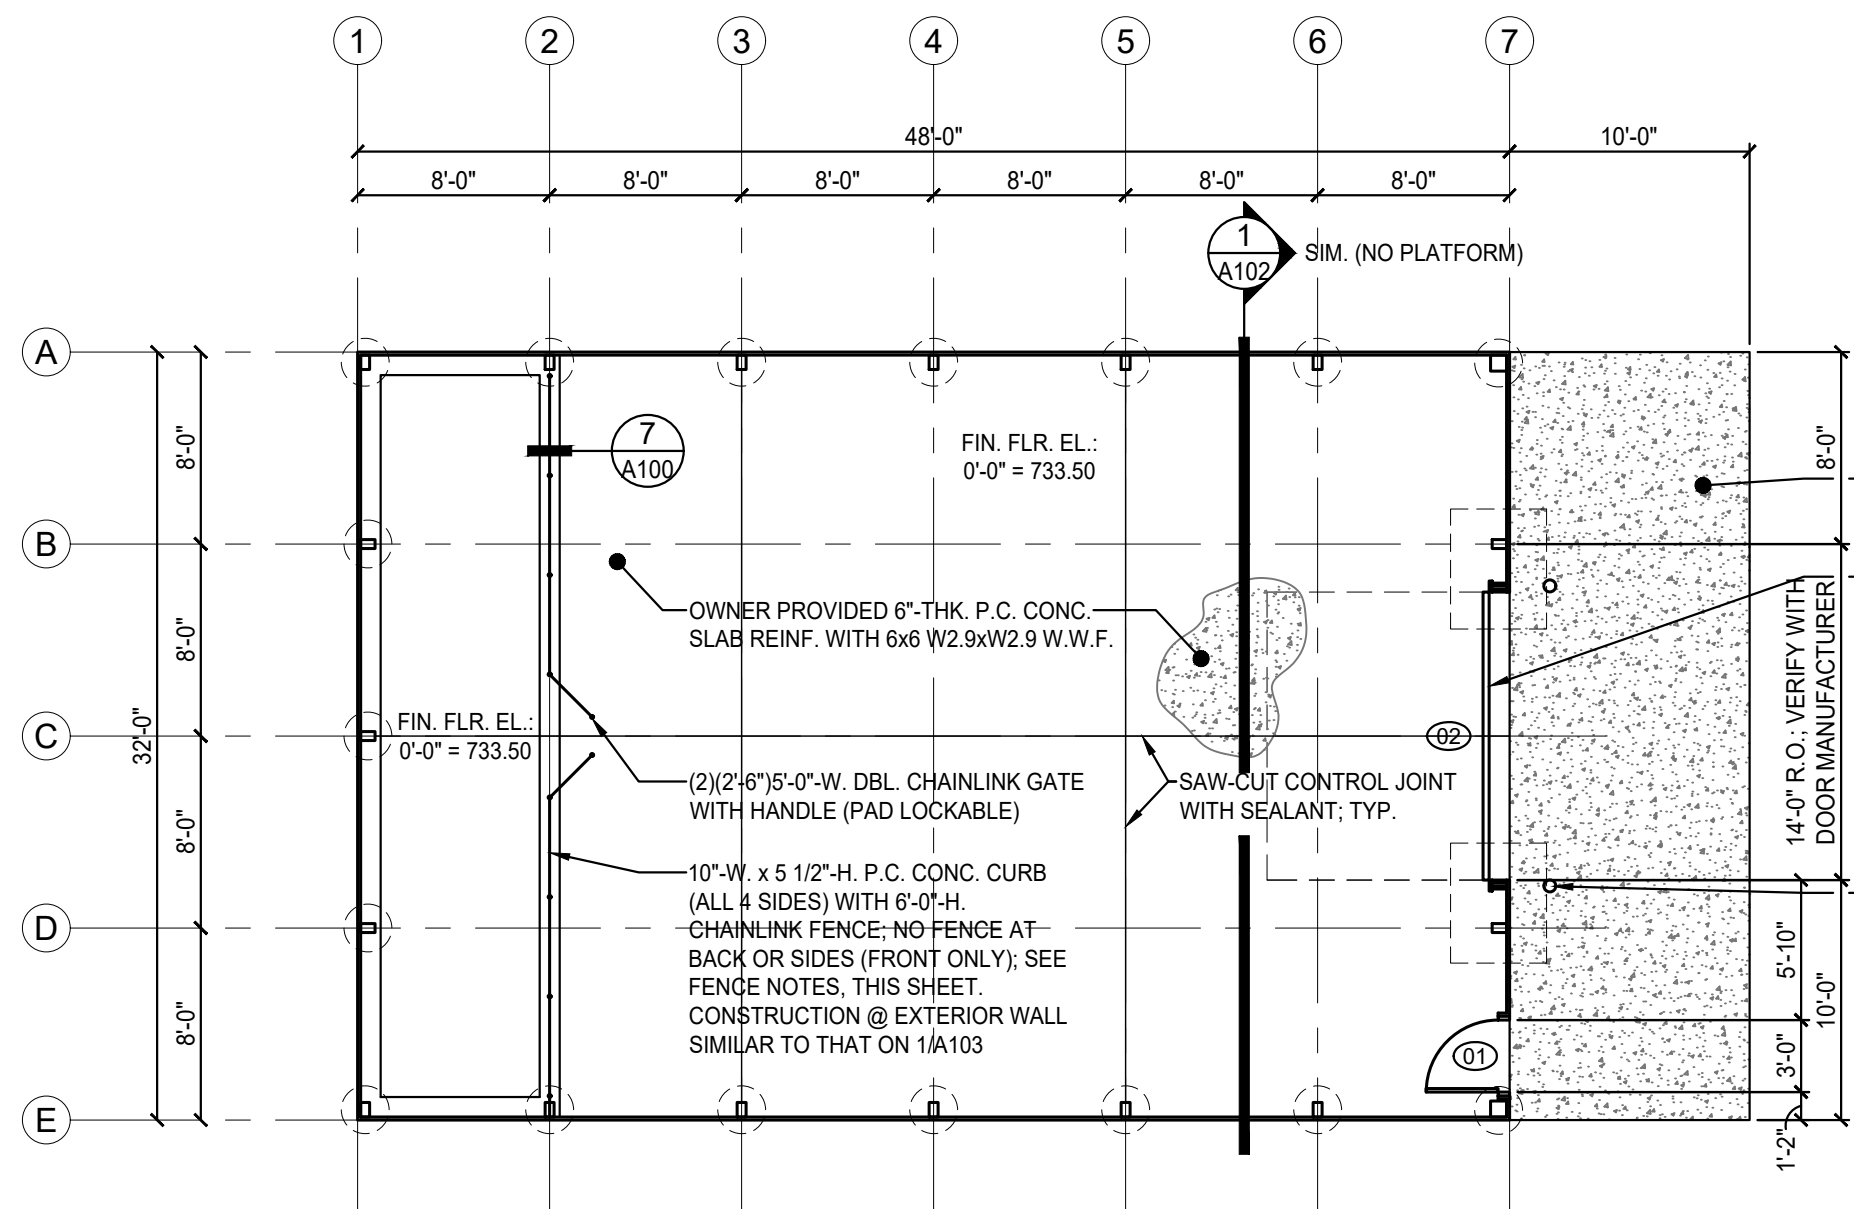 1
2
3
4
5
6
7
48'-0"
10'-0"
8'-0"
8'-0"
8'-0"
8'-0"
8'-0"
8'-0"
1
A102
SIM. (NO PLATFORM)
A
B
C
D
E
32'-0"
8'-0"
8'-0"
8'-0"
8'-0"
7
A100
FIN. FLR. EL.:
0'-0" = 733.50
OWNER PROVIDED 6"-THK. P.C. CONC.
SLAB REINF. WITH 6x6 W2.9xW2.9 W.W.F.
FIN. FLR. EL.:
0'-0" = 733.50
(2)(2'-6")5'-0"-W. DBL. CHAINLINK GATE
WITH HANDLE (PAD LOCKABLE)
SAW-CUT CONTROL JOINT
WITH SEALANT; TYP.
10"-W. x 5 1/2"-H. P.C. CONC. CURB
(ALL 4 SIDES) WITH 6'-0"-H.
CHAINLINK FENCE; NO FENCE AT
BACK OR SIDES (FRONT ONLY); SEE
FENCE NOTES, THIS SHEET.
CONSTRUCTION @ EXTERIOR WALL
SIMILAR TO THAT ON 1/A103
02
01
8'-0"
14'-0" R.O.; VERIFY WITH
DOOR MANUFACTURER
5'-10"
10'-0"
3'-0"
1'-2"